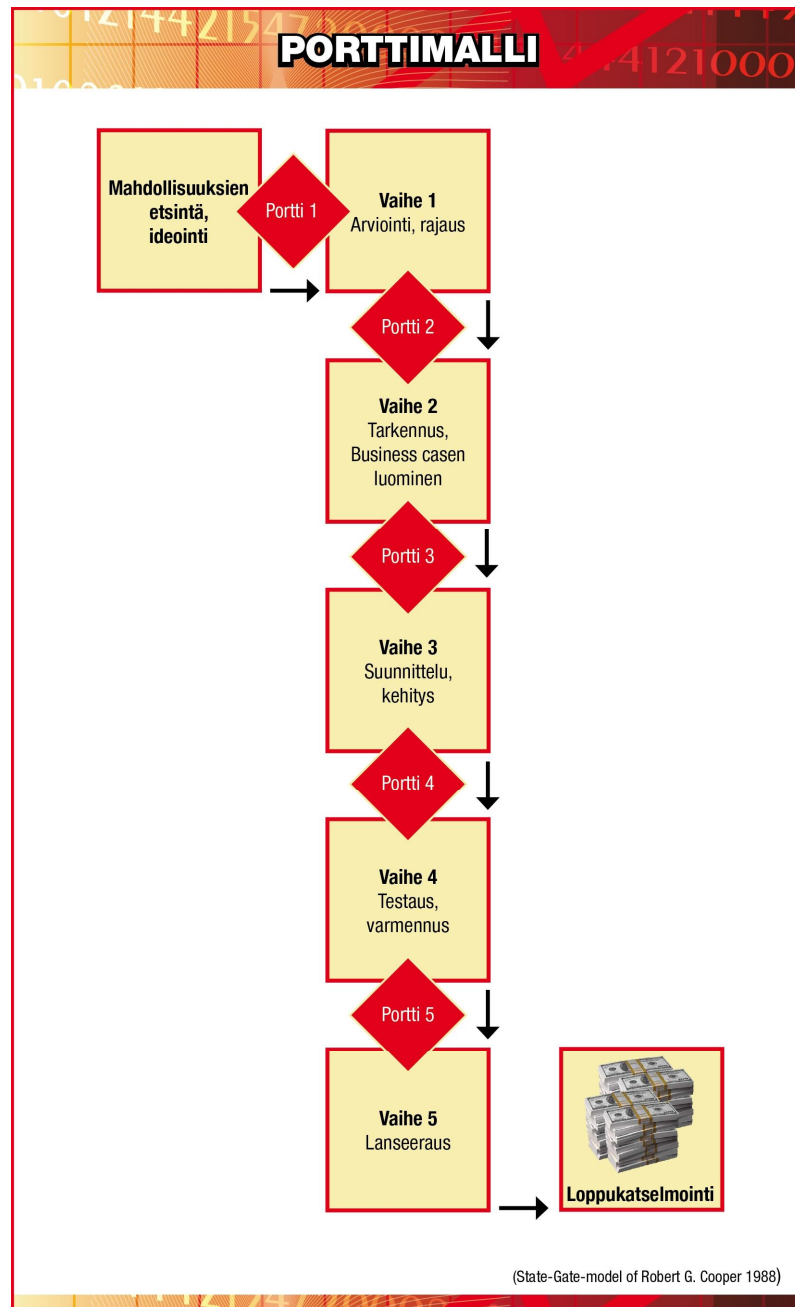 PORTTIMALLI
Mahdollisuuksien
etsintä,
ideointi
Portti 1
Vaihe 1
Arviointi, rajaus
Portti 2
Vaihe 2
Tarkennus,
Business casen
luominen
Portti 3
Vaihe 3
Suunnittelu,
kehitys
Portti 4
Vaihe 4
Testaus,
varmennus
Portti 5
Vaihe 5
Lanseeraus
Loppukatselmointi
(State-Gate-model of Robert G. Cooper 1988)